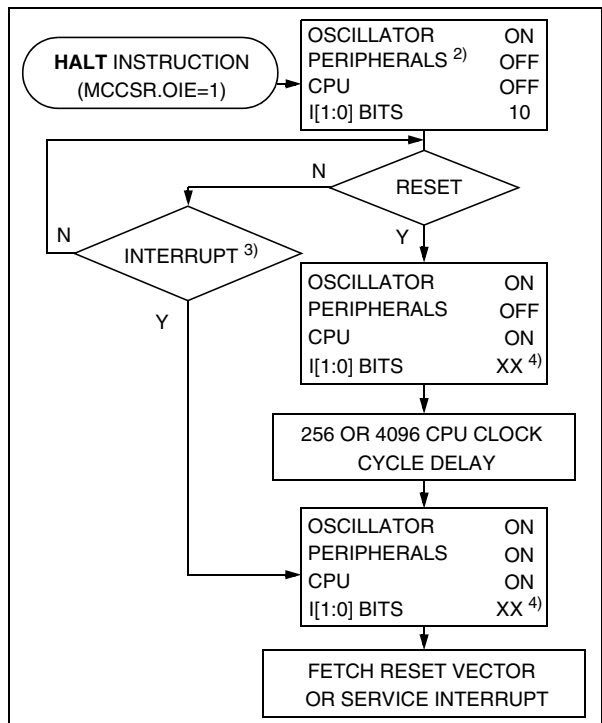 HALT INSTRUCTION
(MCCSR.OIE=1)
OSCILLATOR ON
PERIPHERALS 2) OFF
CPU OFF
I[1:0] BITS 10
RESET
N
Y
INTERRUPT 3)
N
Y
OSCILLATOR ON
PERIPHERALS OFF
CPU ON
I[1:0] BITS XX 4)
256 OR 4096 CPU CLOCK
CYCLE DELAY
OSCILLATOR ON
PERIPHERALS ON
CPU ON
I[1:0] BITS XX 4)
FETCH RESET VECTOR
OR SERVICE INTERRUPT